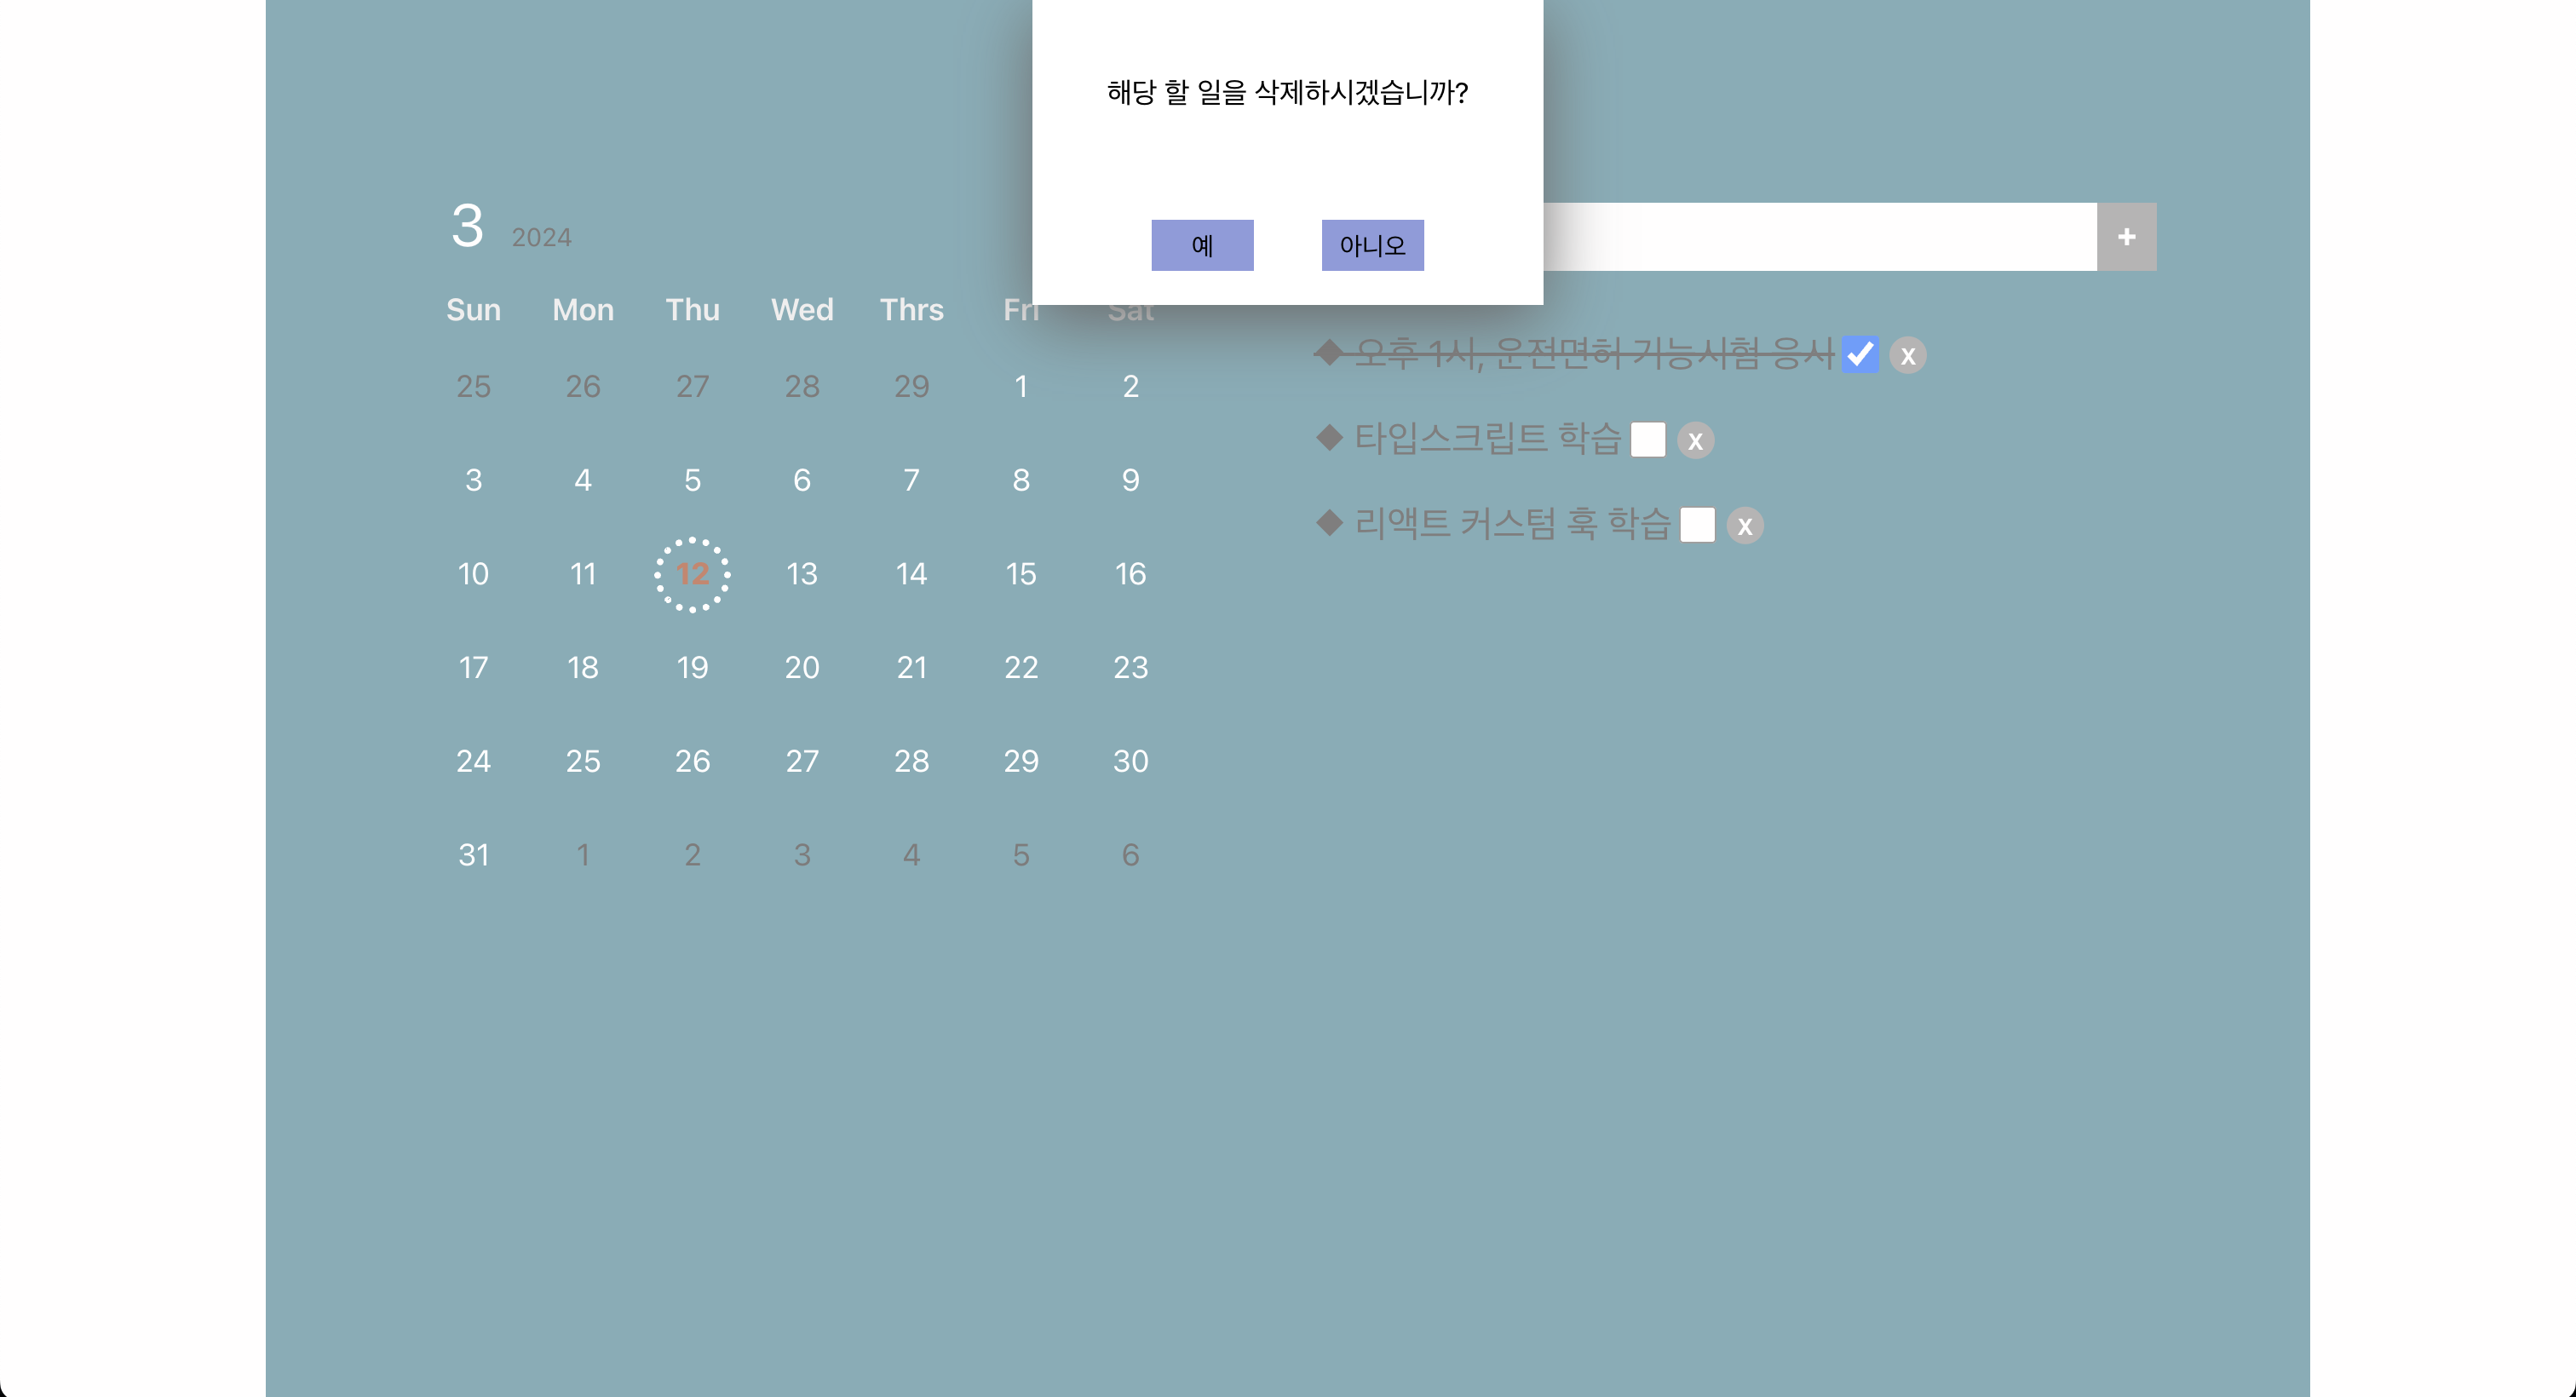 해당 할 일을 삭제하시겠습니까?
예 아니오
3 2024
+
Sun Mon Thu Wed Thrs Fri Sat
25 26 27 28 29 1 2
3 4 5 6 7 8 9
10 11 12 13 14 15 16
17 18 19 20 21 22 23
24 25 26 27 28 29 30
31 1 2 3 4 5 6
◆ 오후 1시, 운전면허 기능시험 응시 X
◆ 타입스크립트 학습 X
◆ 리액트 커스텀 훅 학습 X